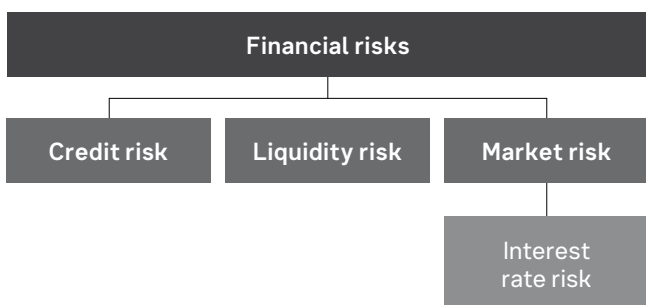 Financial risks
Credit risk
Liquidity risk
Market risk
Interest
rate risk